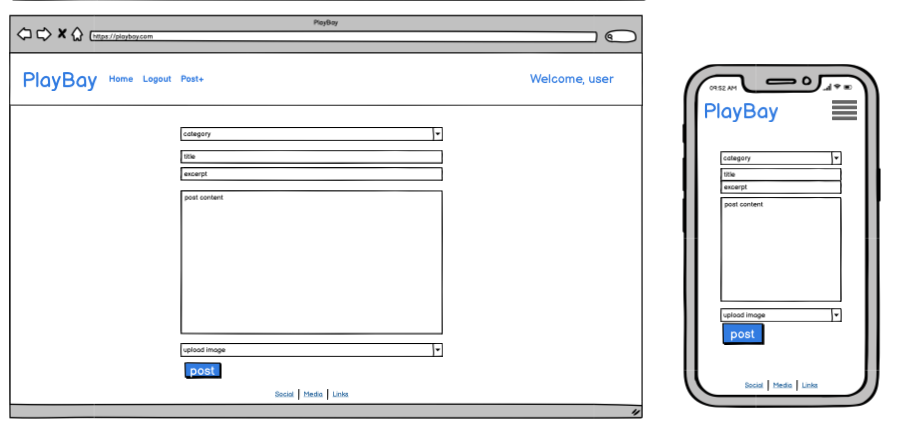 PlayBay
https://playbay.com
PlayBay Home Logout Post+ Welcome, user
category
title
excerpt
post content
upload image
post
Social | Media | Links
09:52 AM
PlayBay
category
title
excerpt
post content
upload image
post
Social | Media | Links